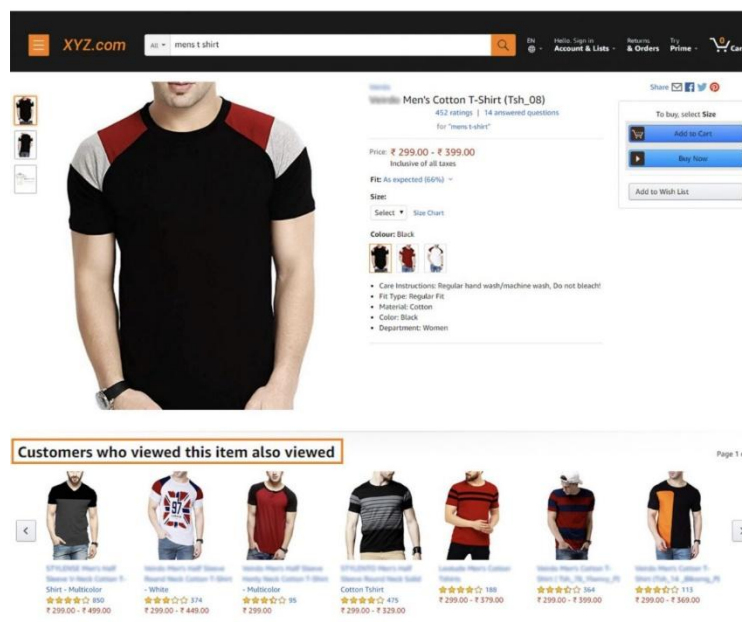 XYZ.com
All
mens t shirt
EN
Hello. Sign in
Account & Lists
Returns
& Orders
Try
Prime
0
Car
Men's Cotton T-Shirt (Tsh_08)
452 ratings | 14 answered questions
for "mens t-shirt"
Price: ₹ 299.00 - ₹ 399.00
Inclusive of all taxes
Fit: As expected (66%)
Size:
Select
Size Chart
Colour: Black
• Care Instructions: Regular hand wash/machine wash, Do not bleach!
• Fit Type: Regular Fit
• Material: Cotton
• Color: Black
• Department: Women
Share
To buy, select Size
Add to Cart
Buy Now
Add to Wish List
Customers who viewed this item also viewed
Page 1
97
Shirt - Multicolor
850
₹ 299.00 - ₹ 499.00
- White
374
₹ 299.00 - ₹ 449.00
- Multicolor
95
₹ 299.00
Cotton Tshirt
475
₹ 299.00 - ₹ 329.00
188
₹ 299.00 - ₹ 379.00
364
₹ 299.00 - ₹ 399.00
113
₹ 299.00 - ₹ 369.00